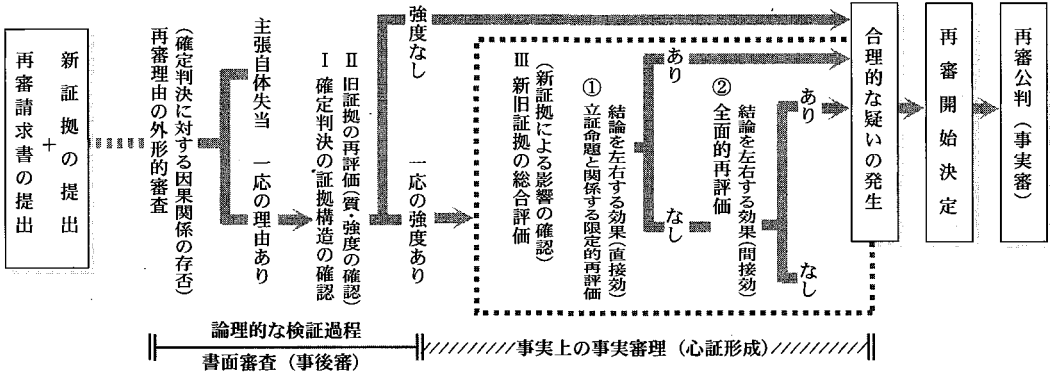 再審請求書の提出
+
新証拠の提出
再審理由の外形的審査
(確定判決に対する因果関係の存否)
主張自体失当
一応の理由あり
Ⅰ 確定判決の証拠構造の確認
Ⅱ 旧証拠の再評価(質・強度の確認)
強度なし
一応の強度あり
Ⅲ 新旧証拠の総合評価
(新証拠による影響の確認)
① 立証命題と関係する限定的再評価
結論を左右する効果(直接効)
あり
なし
② 全面的再評価
結論を左右する効果(間接効)
あり
なし
合理的な疑いの発生
再審開始決定
再審公判(事実審)
論理的な検証過程
書面審査(事後審)
事実上の事実審理(心証形成)